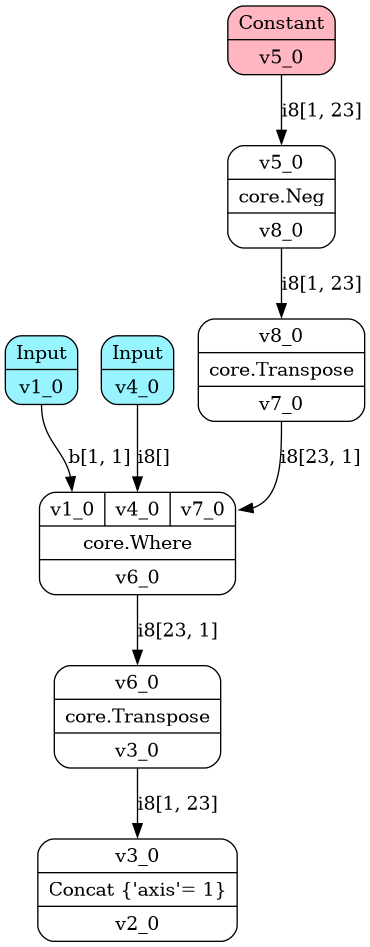 Constant
v5_0
i8[1, 23]
v5_0
core.Neg
v8_0
i8[1, 23]
Input
v1_0
Input
v4_0
v8_0
core.Transpose
v7_0
b[1, 1]
i8[]
i8[23, 1]
v1_0 v4_0 v7_0
core.Where
v6_0
i8[23, 1]
v6_0
core.Transpose
v3_0
i8[1, 23]
v3_0
Concat {'axis'= 1}
v2_0